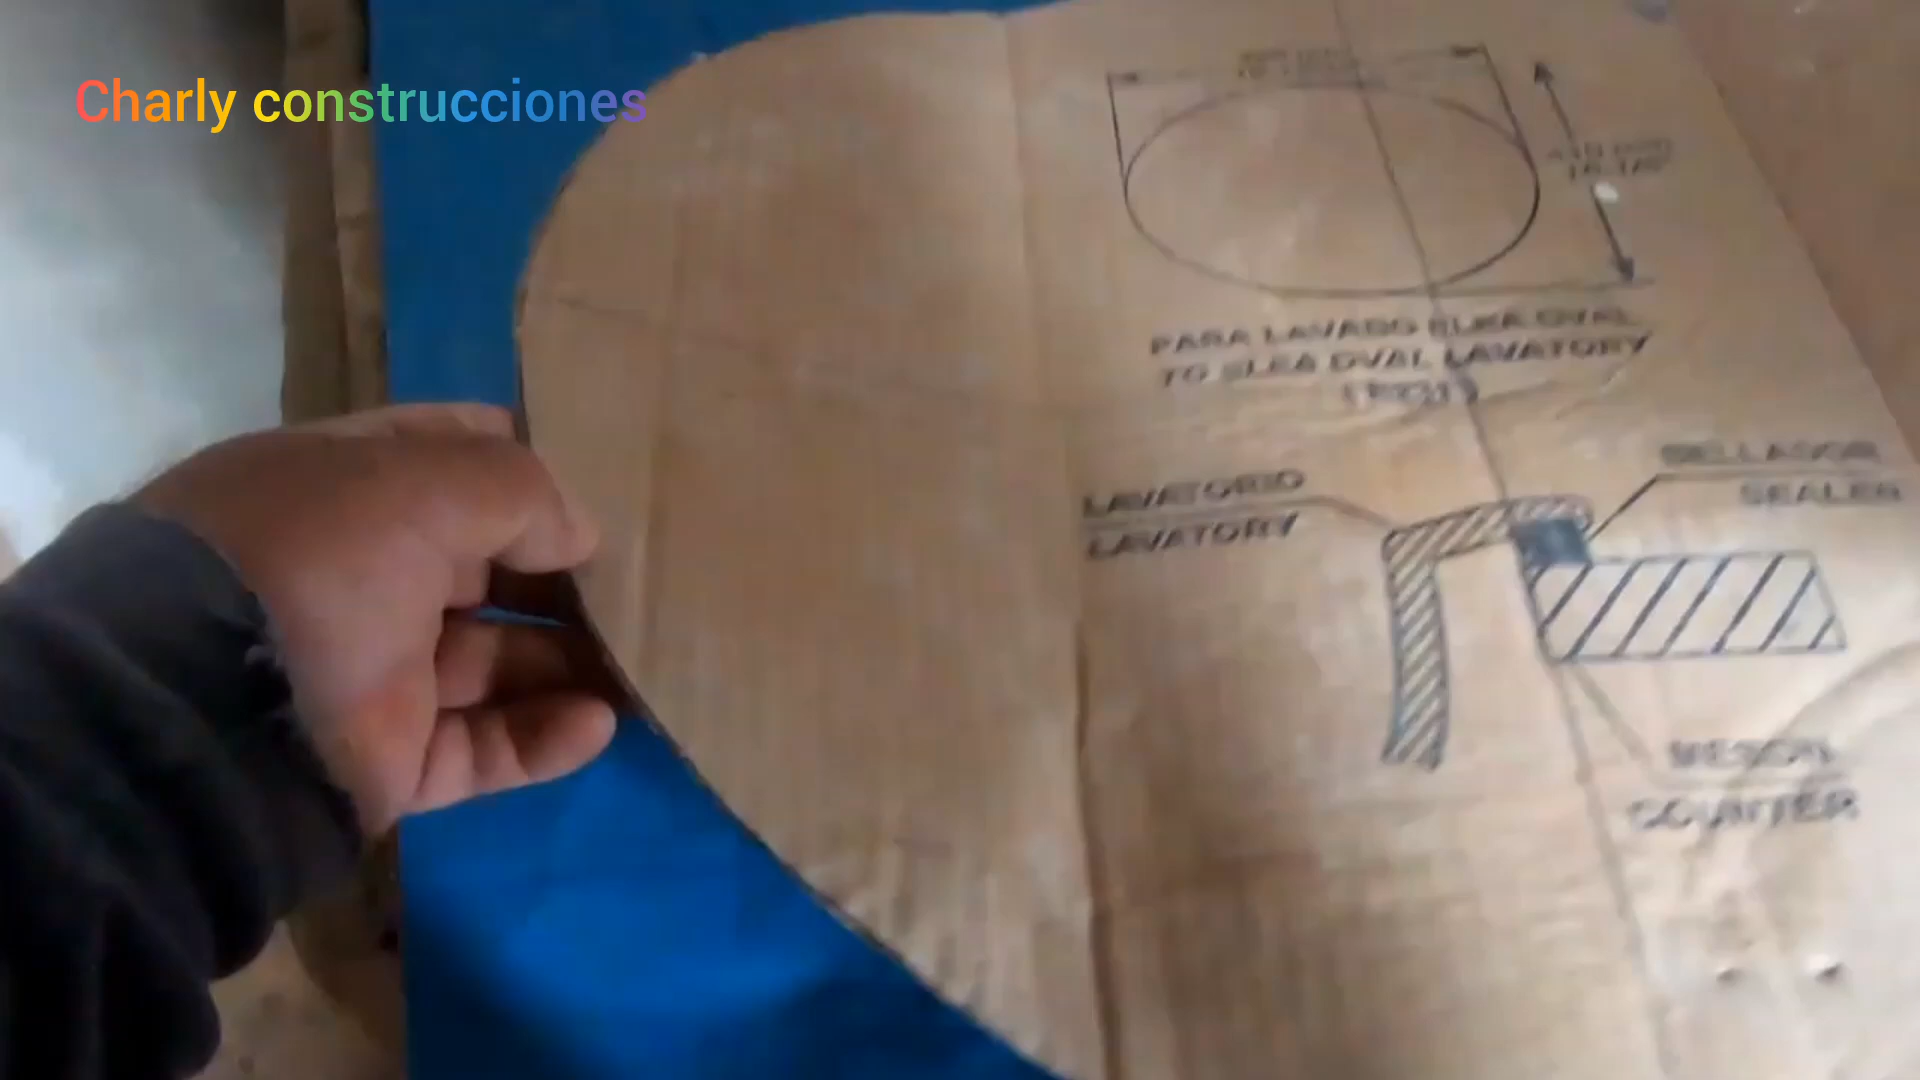 Charly construcciones
PARA LAVABO ELEA OVAL
TO ELEA OVAL LAVATORY
LAVATORIO
LAVATORY
SELLADOR
SEALER
MESON
COUNTER